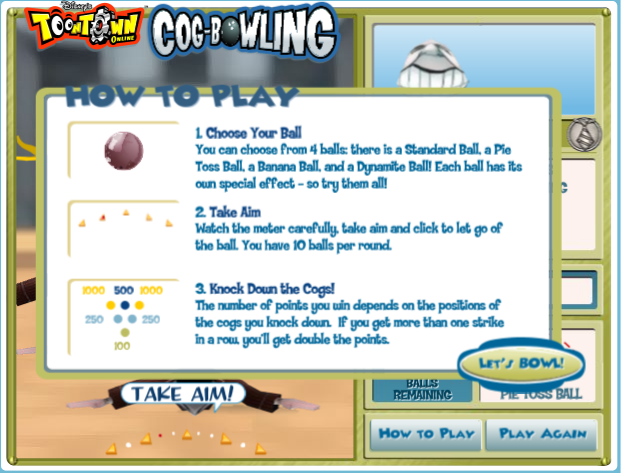 Disney's
TOONTOWN
ONLINE
COG-BOWLING
HOW TO PLAY
1. Choose Your Ball
You can choose from 4 balls: there is a Standard Ball, a Pie
Toss Ball, a Banana Ball, and a Dynamite Ball! Each ball has its
own special effect - so try them all!
2. Take Aim
Watch the meter carefully, take aim and click to let go of
the ball. You have 10 balls per round.
3. Knock Down the Cogs!
1000 500 1000
250 250
100
The number of points you win depends on the positions of
the cogs you knock down. If you get more than one strike
in a row, you'll get double the points.
LET'S BOWL!
TAKE AIM!
BALLS
REMAINING
PIE TOSS BALL
HOW TO PLAY
PLAY AGAIN